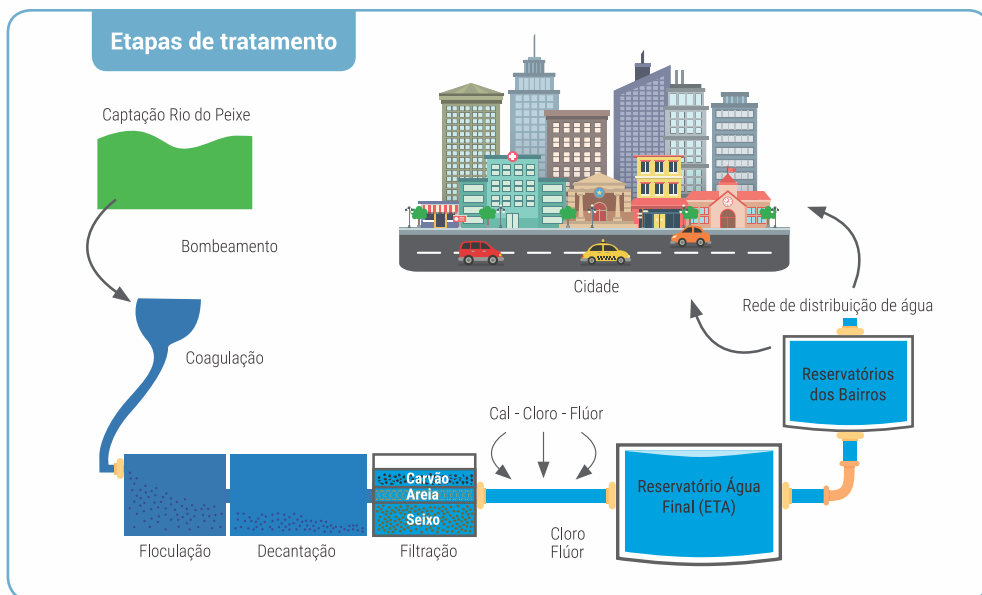 Etapas de tratamento
Captação Rio do Peixe
Bombeamento
Cidade
Rede de distribuição de água
Coagulação
Reservatórios
dos Bairros
Cal - Cloro - Flúor
Carvão
Areia
Seixo
Reservatório Água
Final (ETA)
Cloro
Flúor
Floculação
Decantação
Filtração